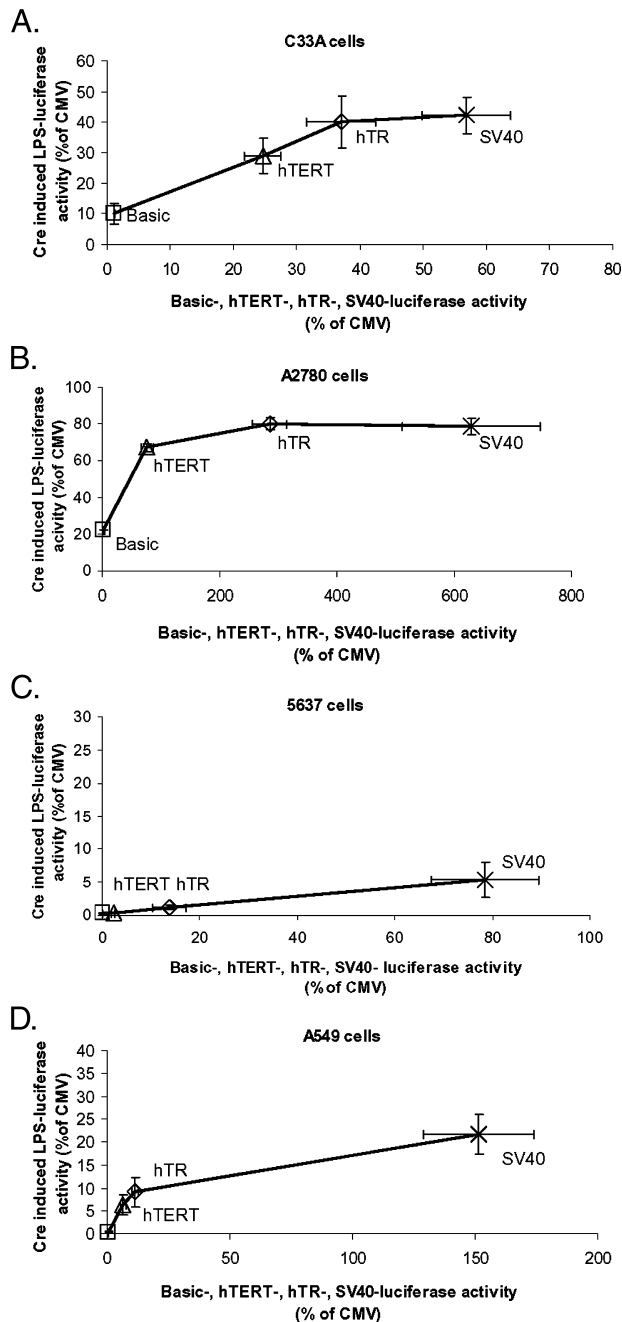 A.
C33A cells
Cre induced LPS-luciferase
activity (%of CMV)
60
50
40
30
20
10
0
Basic
hTERT
hTR
SV40
0 10 20 30 40 50 60 70 80
Basic-, hTERT-, hTR-, SV40-luciferase activity
(% of CMV)
B.
A2780 cells
Cre induced LPS-luciferase
acivity (%of CMV)
100
80
60
40
20
0
Basic
hTERT
hTR
SV40
0 200 400 600 800
Basic-, hTERT-, hTR-, SV40-luciferase activity
(% of CMV)
C.
5637 cells
Cre induced LPS-luciferase
activity (%of CMV)
30
25
20
15
10
5
0
hTERT hTR
SV40
0 20 40 60 80 100
Basic-, hTERT-, hTR-, SV40- luciferase activity
(% of CMV)
D.
A549 cells
Cre induced LPS-luciferase
activity (%of CMV)
40
35
30
25
20
15
10
5
0
hTR
hTERT
SV40
0 50 100 150 200
Basic-, hTERT-, hTR-, SV40-luciferase activity
(% of CMV)